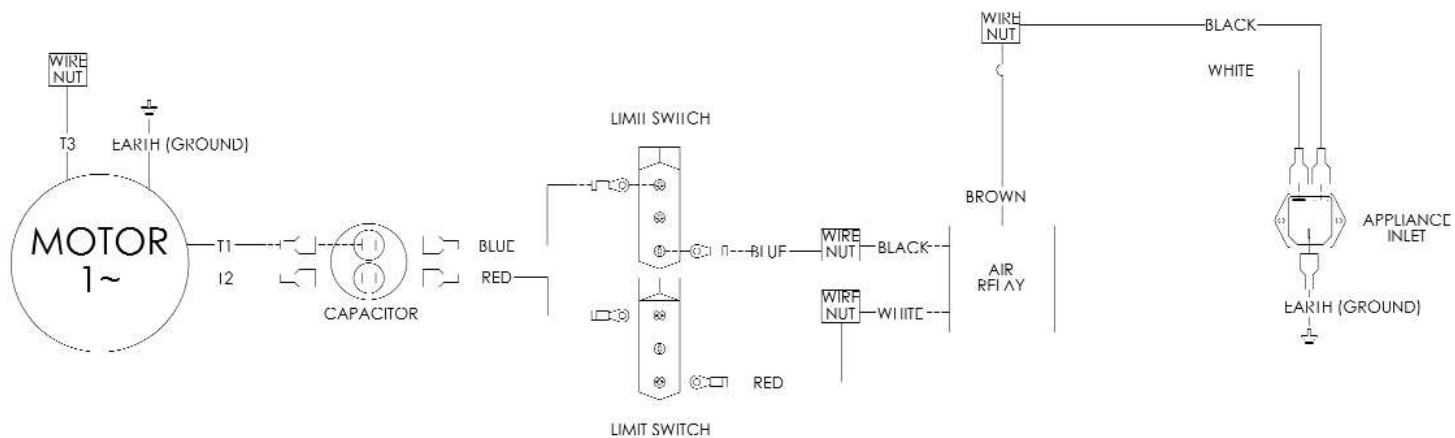 WIRE
NUT
BLACK
WIRE
NUT
WHITE
T3
EARTH (GROUND)
LIMIT SWITCH
BROWN
MOTOR
1~
T1
BLUE
BLUE
WIRE
NUT
BLACK
APPLIANCE
INLET
T2
RED
AIR
RELAY
CAPACITOR
WIRE
NUT
WHITE
EARTH (GROUND)
RED
LIMIT SWITCH